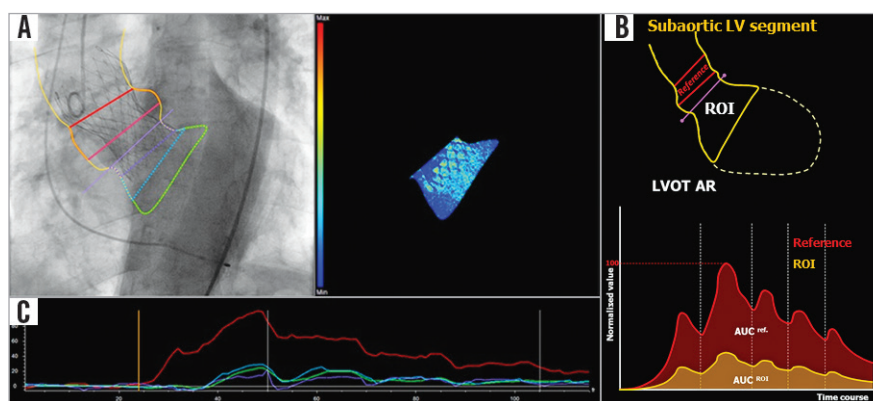 A
Max
Min
B
Subaortic LV segment
Reference
ROI
LVOT AR
Reference
ROI
100
Normalised value
AUC ref.
AUC ROI
Time course
C
80
60
40
20
0
20
40
60
80
100